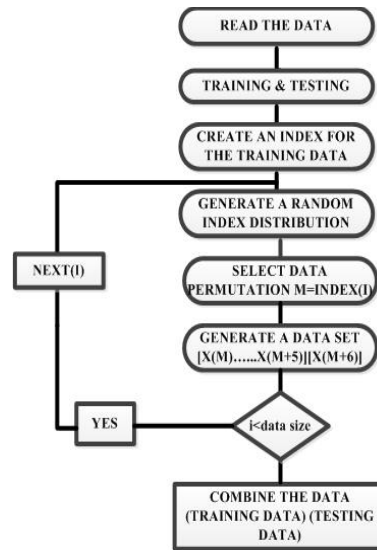 READ THE DATA
TRAINING & TESTING
CREATE AN INDEX FOR
THE TRAINING DATA
GENERATE A RANDOM
INDEX DISTRIBUTION
NEXT(I)
SELECT DATA
PERMUTATION M=INDEX(I)
GENERATE A DATA SET
[X(M)…...X(M+5)][X(M+6)]
YES
i<data size
COMBINE THE DATA
(TRAINING DATA) (TESTING
DATA)